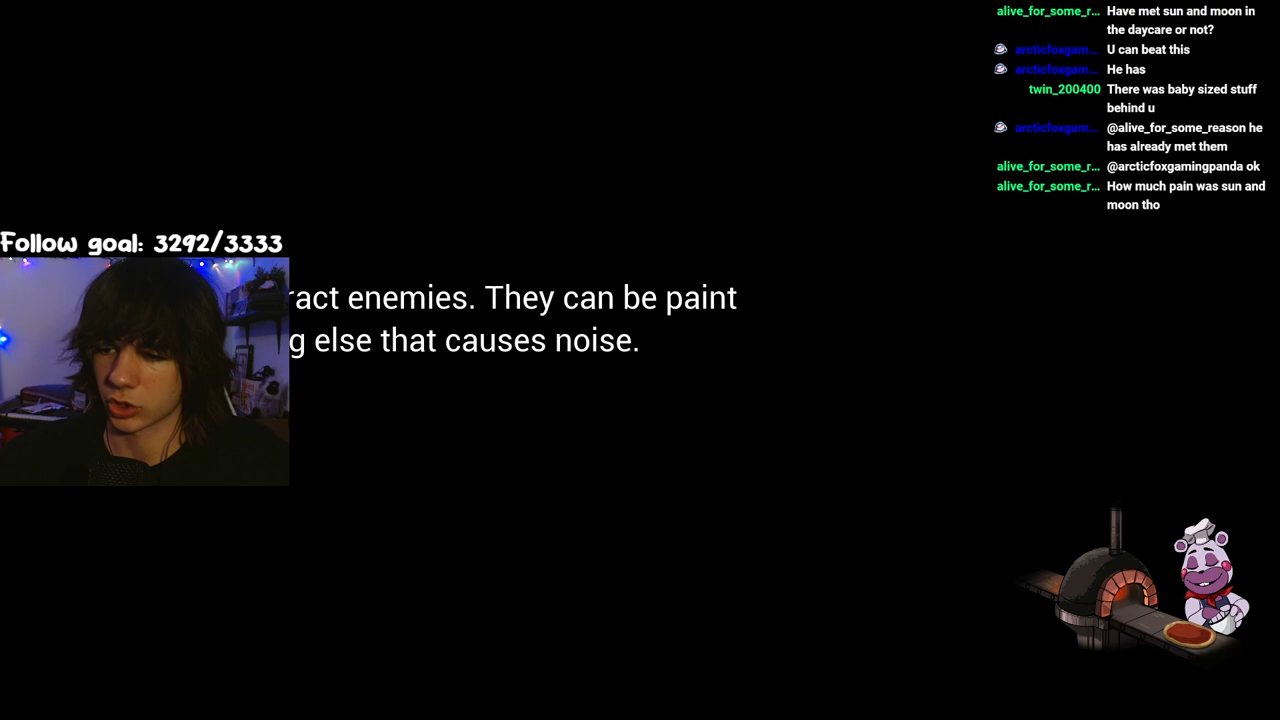 alive_for_some_r... Have met sun and moon in
the daycare or not?
arcticfoxgam... U can beat this
arcticfoxgam... He has
twin_200400 There was baby sized stuff
behind u
arcticfoxgam... @alive_for_some_reason he
has already met them
alive_for_some_r... @arcticfoxgamingpanda ok
alive_for_some_r... How much pain was sun and
moon tho
Follow goal: 3292/3333
ract enemies. They can be paint
g else that causes noise.